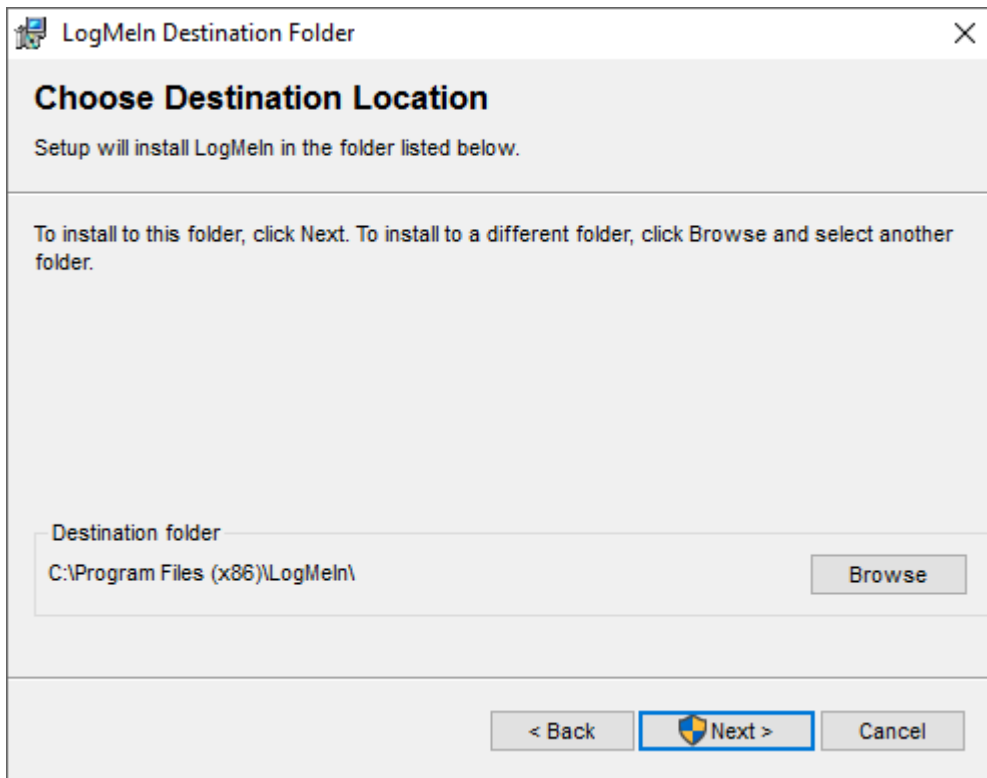 LogMeIn Destination Folder
Choose Destination Location
Setup will install LogMeIn in the folder listed below.
To install to this folder, click Next. To install to a different folder, click Browse and select another
folder.
Destination folder
C:\Program Files (x86)\LogMeIn\
Browse
< Back
Next >
Cancel